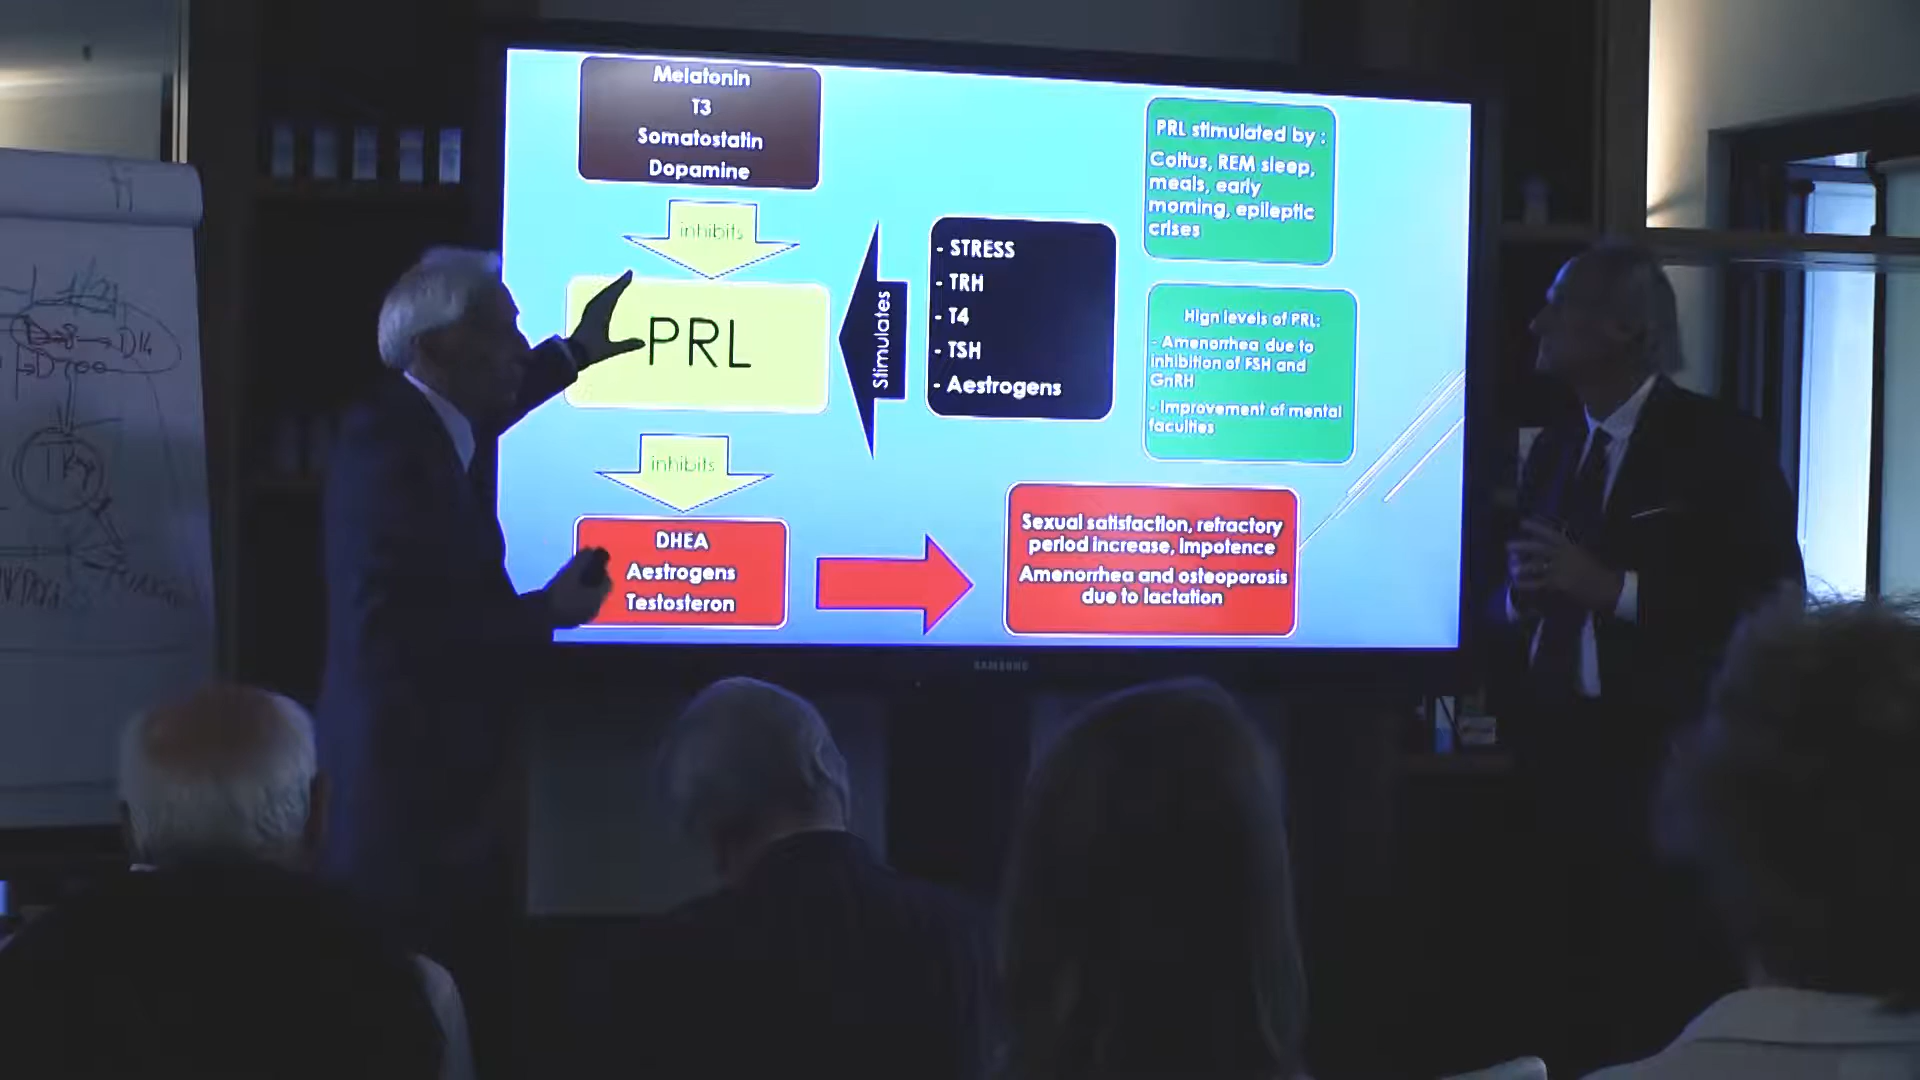 Melatonin
T3
Somatostatin
Dopamine
inhibits
PRL
Stimulates
- STRESS
- TRH
- T4
- TSH
- Aestrogens
PRL stimulated by :
Coitus, REM sleep,
meals, early
morning, epileptic
crises
High levels of PRL:
- Amenorrhea due to
inhibition of FSH and
GnRH
- Improvement of mental
faculties
inhibits
DHEA
Aestrogens
Testosteron
Sexual satisfaction, refractory
period increase, Impotence
Amenorrhea and osteoporosis
due to lactation
SAMSUNG